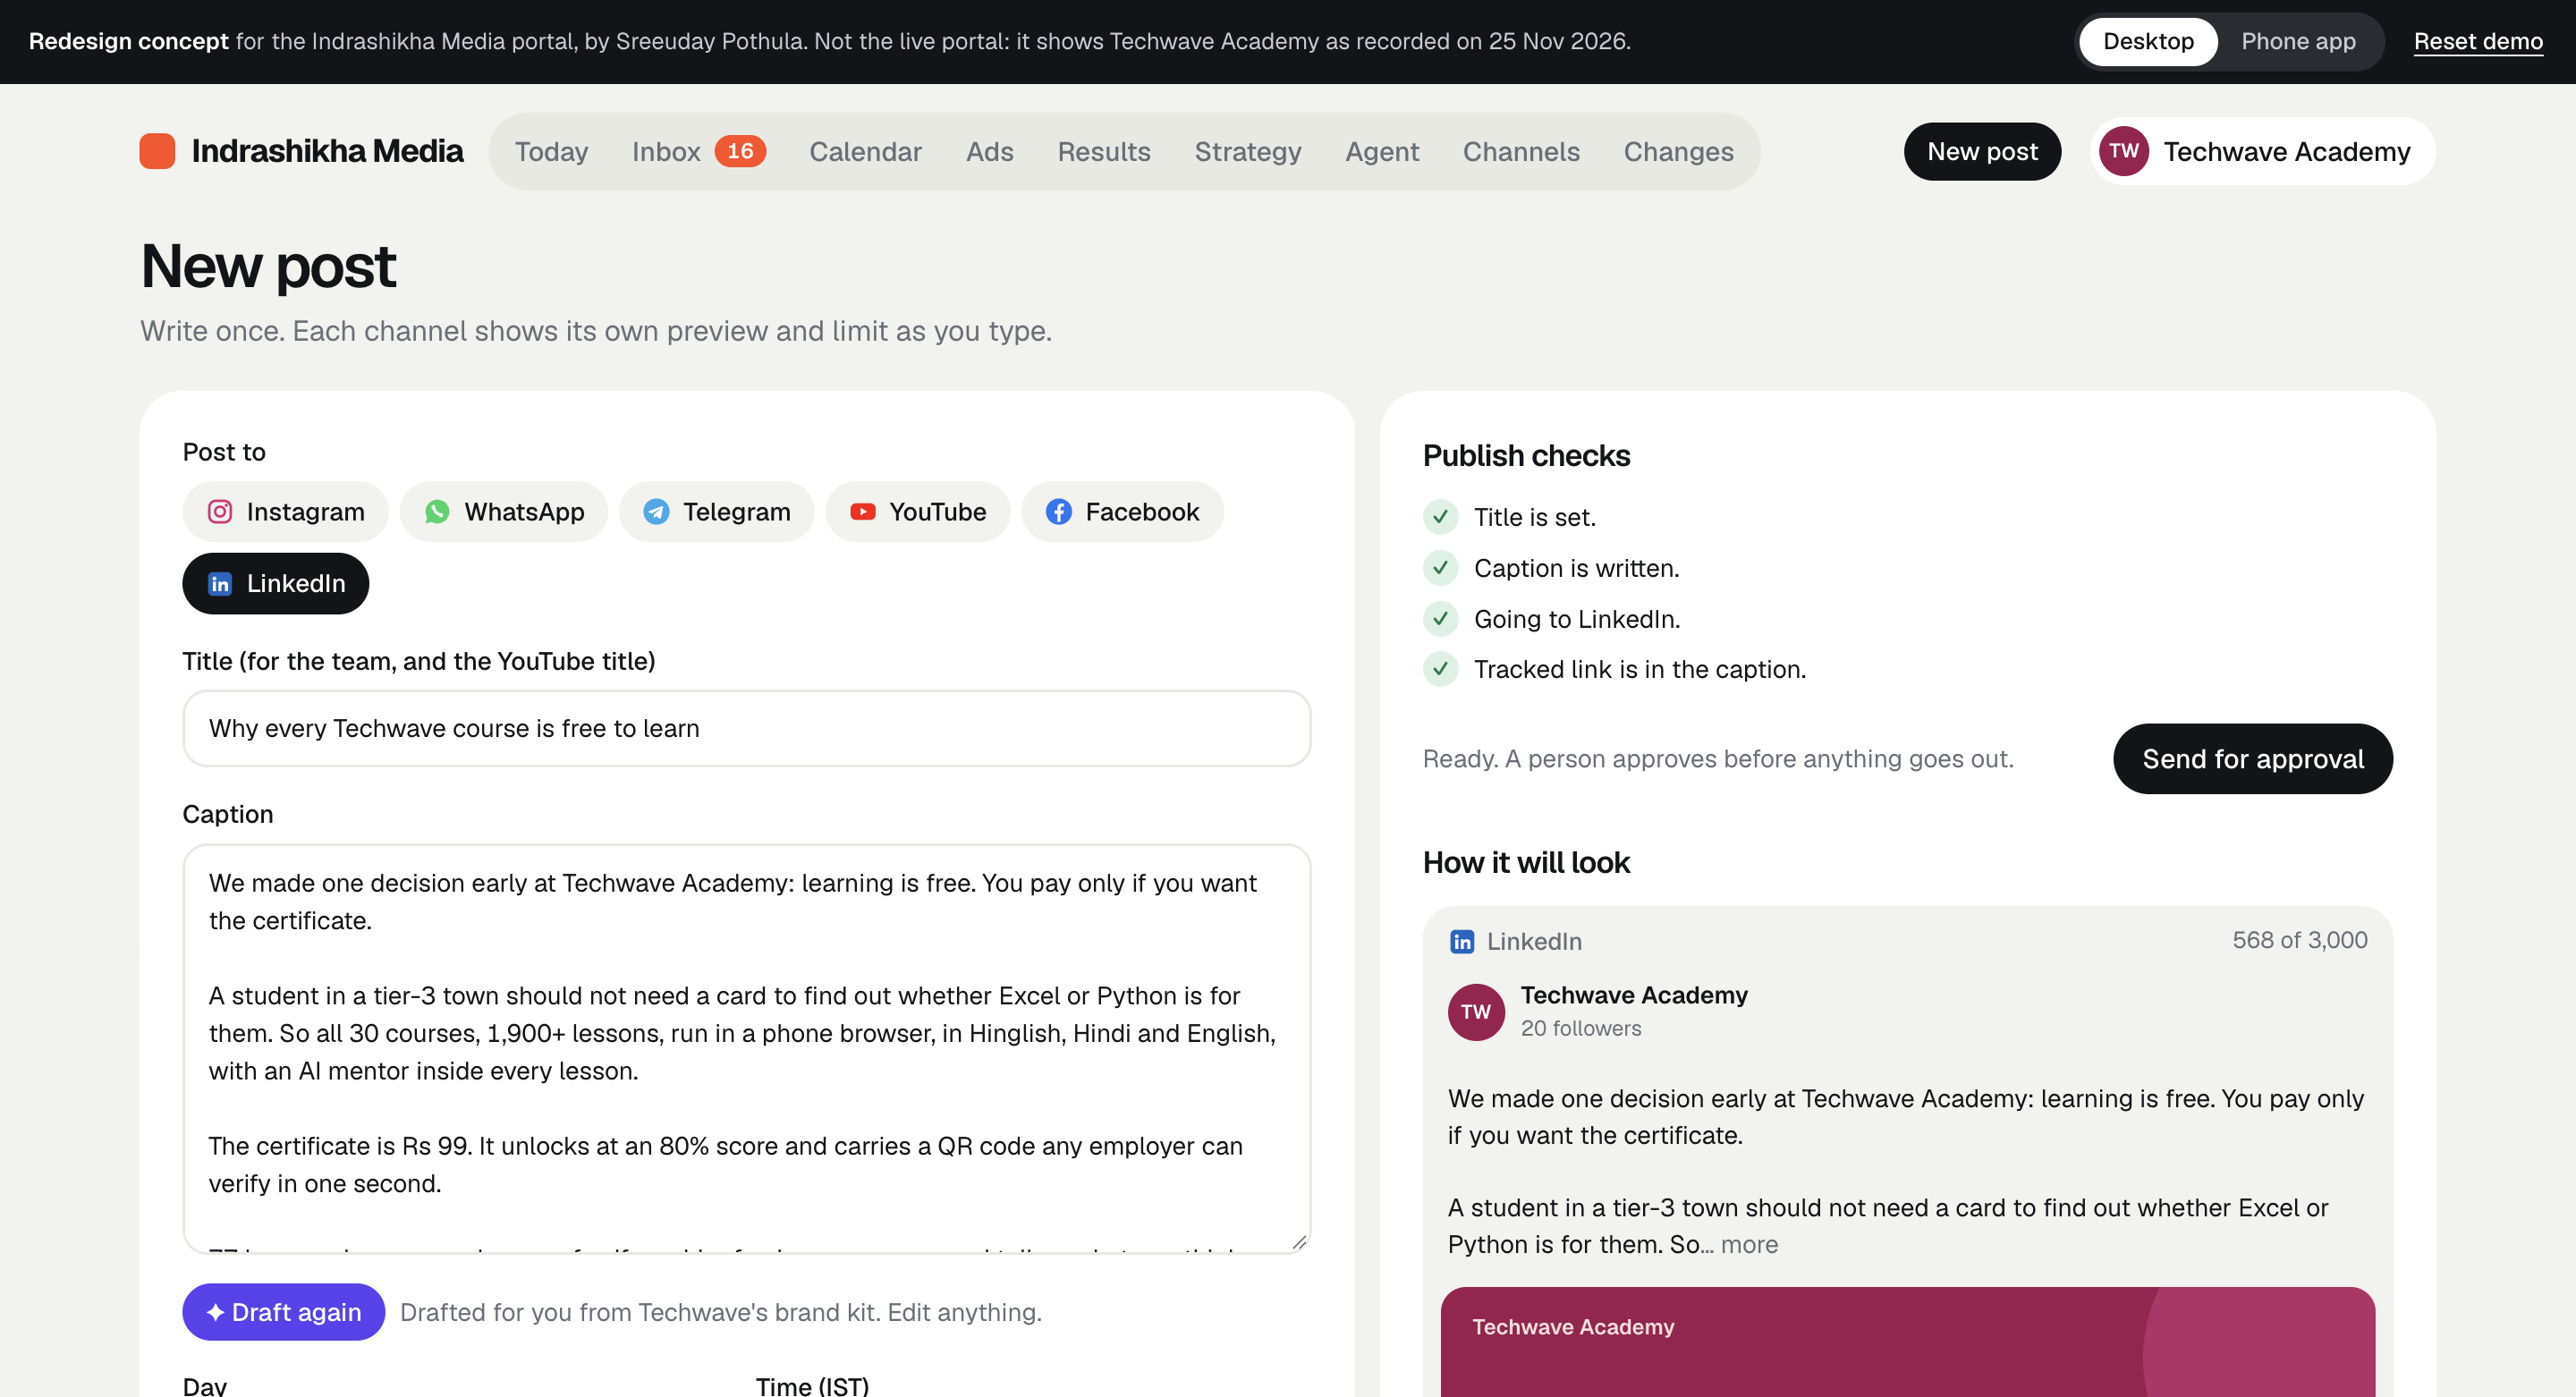 Redesign concept for the Indrashikha Media portal, by Sreeuday Pothula. Not the live portal: it shows Techwave Academy as recorded on 25 Nov 2026.
Desktop
Phone app
Reset demo
Indrashikha Media
Today
Inbox 16
Calendar
Ads
Results
Strategy
Agent
Channels
Changes
New post
TW Techwave Academy
New post
Write once. Each channel shows its own preview and limit as you type.
Post to
Instagram
WhatsApp
Telegram
YouTube
Facebook
LinkedIn
Title (for the team, and the YouTube title)
Why every Techwave course is free to learn
Caption
We made one decision early at Techwave Academy: learning is free. You pay only if you want
the certificate.
A student in a tier-3 town should not need a card to find out whether Excel or Python is for
them. So all 30 courses, 1,900+ lessons, run in a phone browser, in Hinglish, Hindi and English,
with an AI mentor inside every lesson.
The certificate is Rs 99. It unlocks at an 80% score and carries a QR code any employer can
verify in one second.
Draft again
Drafted for you from Techwave's brand kit. Edit anything.
Day
Time (IST)
Publish checks
Title is set.
Caption is written.
Going to LinkedIn.
Tracked link is in the caption.
Ready. A person approves before anything goes out.
Send for approval
How it will look
in LinkedIn
568 of 3,000
TW
Techwave Academy
20 followers
We made one decision early at Techwave Academy: learning is free. You pay only
if you want the certificate.
A student in a tier-3 town should not need a card to find out whether Excel or
Python is for them. So... more
Techwave Academy